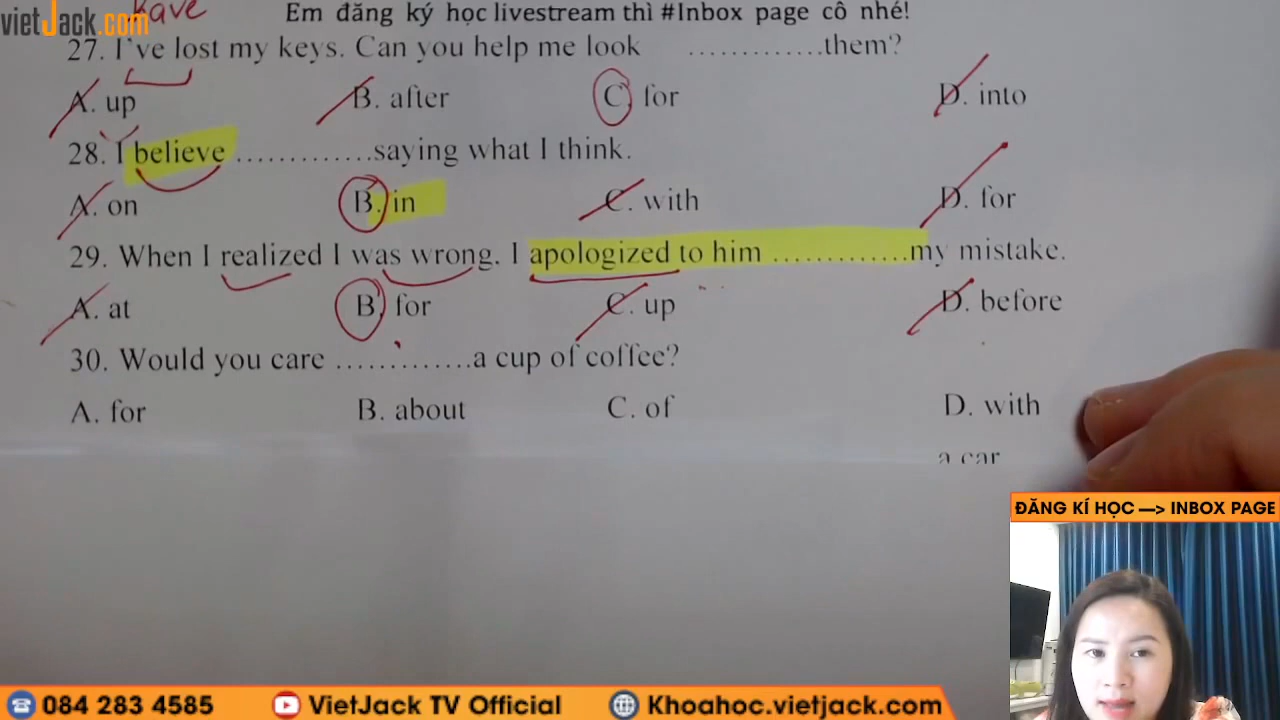 vietJack.com
have
Em đăng ký học livestream thì #Inbox page cô nhé!
27. I've lost my keys. Can you help me look .............them?
A. up B. after C. for D. into
28. I believe .............saying what I think.
A. on B. in C. with D. for
29. When I realized I was wrong. I apologized to him .............my mistake.
A. at B. for C. up D. before
30. Would you care .............a cup of coffee?
A. for B. about C. of D. with
a car
ĐĂNG KÍ HỌC —> INBOX PAGE
084 283 4585 VietJack TV Official Khoahoc.vietjack.com